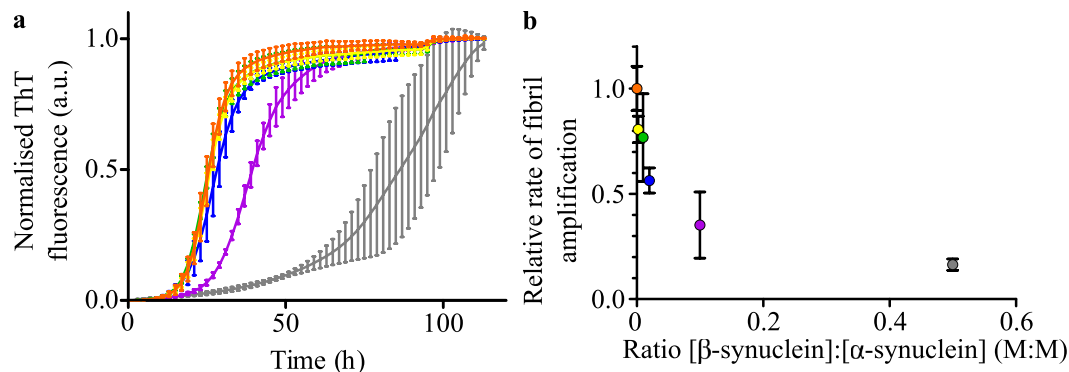 a
1.0
0.5
0.0
0
50
100
Normalised ThT
fluorescence (a.u.)
Time (h)
b
1.0
0.5
0.0
0
0.2
0.4
0.6
Relative rate of fibril
amplification
Ratio [β-synuclein]:[α-synuclein] (M:M)